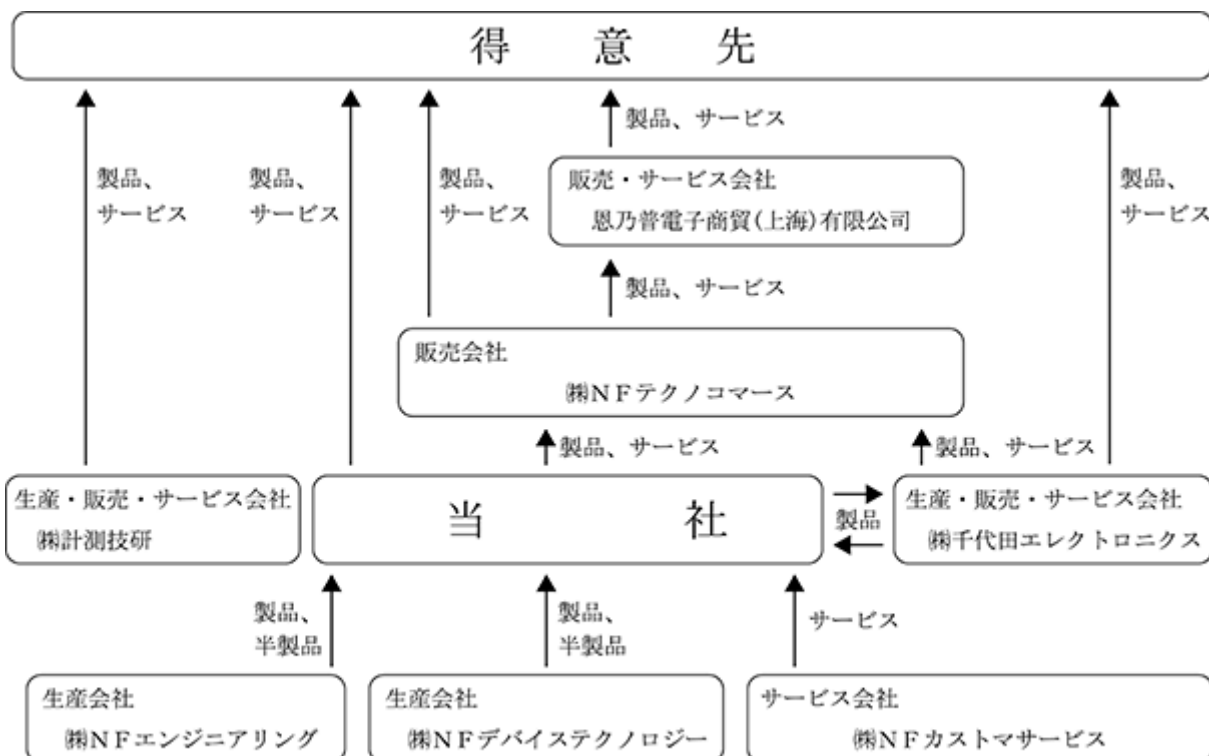 得意先
製品、サービス
販売・サービス会社
恩乃普電子商貿(上海)有限公司
製品、
サービス
製品、
サービス
製品、
サービス
製品、
サービス
製品、サービス
販売会社
㈱NFテクノコマース
製品、サービス
製品、サービス
生産・販売・サービス会社
㈱計測技研
当社
製品
生産・販売・サービス会社
㈱千代田エレクトロニクス
製品、
半製品
製品、
半製品
サービス
生産会社
㈱NFエンジニアリング
生産会社
㈱NFデバイステクノロジー
サービス会社
㈱NFカストマサービス